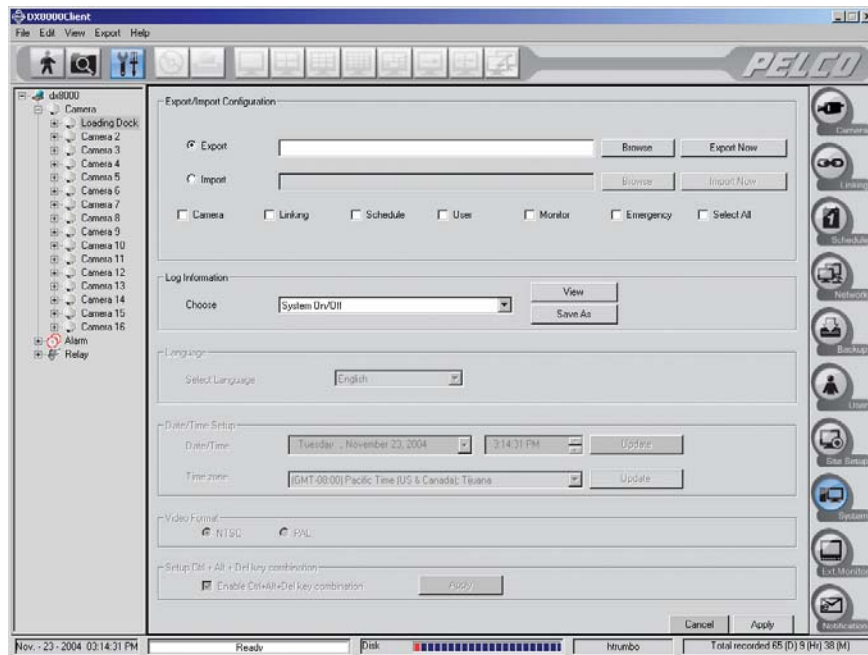 DX8000Client
File Edit View Export Help
PELCO
dx8000
Camera
Loading Dock
Camera 2
Camera 3
Camera 4
Camera 5
Camera 6
Camera 7
Camera 8
Camera 9
Camera 10
Camera 11
Camera 12
Camera 13
Camera 14
Camera 15
Camera 16
Alarm
Relay
Export/Import Configuration
Export Browse Export Now
Import Browse Import Now
Camera Linking Schedule User Monitor Emergency Select All
Log Information
Choose System On/Off View
Save As
Language
Select Language English
Date/Time Setup
Date/Time Tuesday , November 23, 2004 3:14:31 PM Update
Time zone (GMT-08:00) Pacific Time (US & Canada); Tijuana Update
Video Format
NTSC PAL
Setup Ctrl + Alt + Del key combination
Enable Ctrl+Alt+Del key combination Apply
Cancel Apply
Camera
Linking
Schedule
Network
Backup
User
Site Setup
System
Ext.Monitor
Notification
Nov. - 23 - 2004 03:14:31 PM Ready Disk htrumbo Total recorded 65 (D) 9 (Hr) 38 (M)